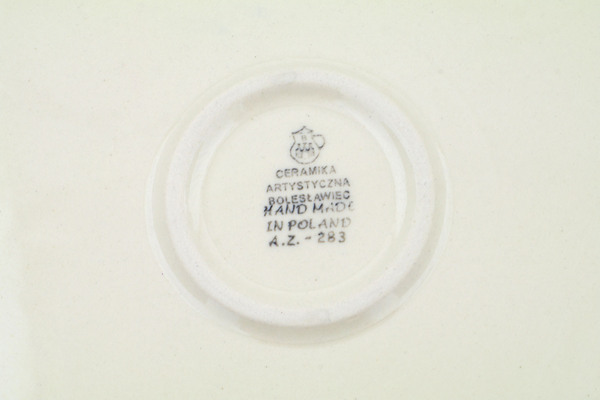 CERAMIKA
ARTYSTYCZNA
BOLESŁAWIEC
HAND MADE
IN POLAND
A.Z. - 283